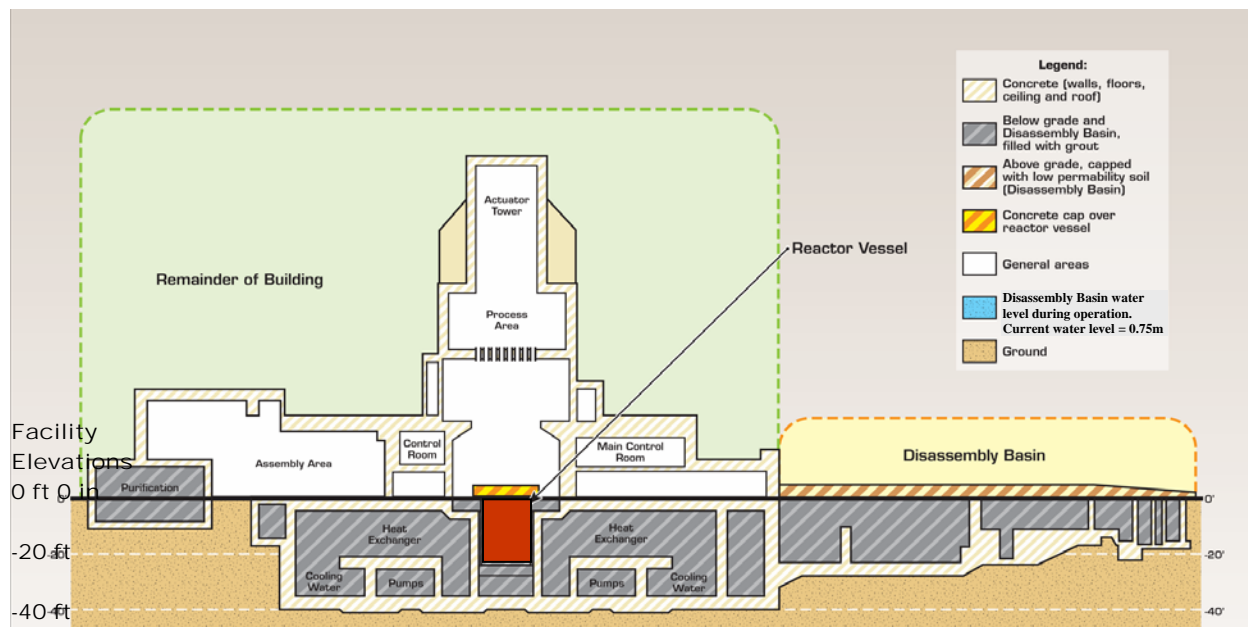 Legend:
Concrete (walls, floors,
ceiling and roof)
Below grade and
Disassembly Basin,
filled with grout
Above grade, capped
with low permability soil
(Disassembly Basin)
Concrete cap over
reactor vessel
General areas
Disassembly Basin water
level during operation.
Current water level = 0.75m
Ground
Actuator
Tower
Reactor Vessel
Remainder of Building
Process
Area
Facility
Elevations
0 ft 0 in
Control
Room
Main Control
Room
Assembly Area
Disassembly Basin
Purification
0'
0'
Heat
Exchanger
Heat
Exchanger
-20 ft
-20'
Cooling
Water
Pumps
Pumps
Cooling
Water
-40 ft
-40'